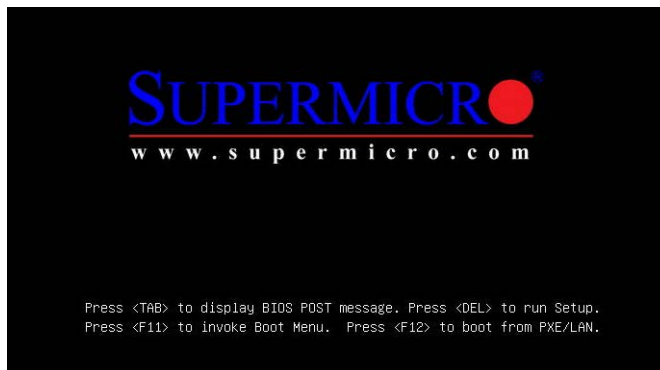 SUPERMICRO®
www.supermicro.com
Press <TAB> to display BIOS POST message. Press <DEL> to run Setup.
Press <F11> to invoke Boot Menu. Press <F12> to boot from PXE/LAN.